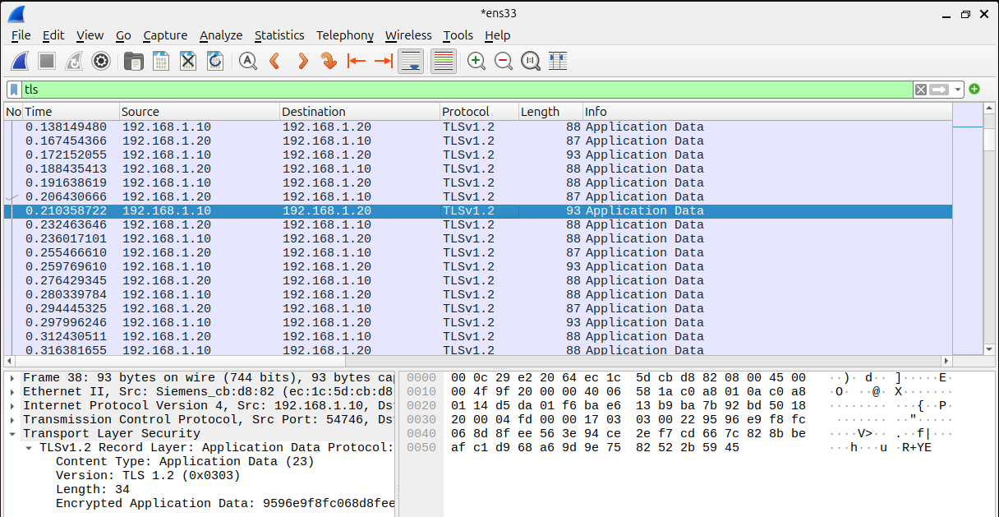 *ens33
File Edit View Go Capture Analyze Statistics Telephony Wireless Tools Help
tls
No Time Source Destination Protocol Length Info
0.138149480 192.168.1.10 192.168.1.20 TLSv1.2 88 Application Data
0.167454366 192.168.1.20 192.168.1.10 TLSv1.2 87 Application Data
0.172152055 192.168.1.10 192.168.1.20 TLSv1.2 93 Application Data
0.188435413 192.168.1.20 192.168.1.10 TLSv1.2 88 Application Data
0.191638619 192.168.1.10 192.168.1.20 TLSv1.2 88 Application Data
0.206430666 192.168.1.20 192.168.1.10 TLSv1.2 87 Application Data
0.210358722 192.168.1.10 192.168.1.20 TLSv1.2 93 Application Data
0.232463646 192.168.1.20 192.168.1.10 TLSv1.2 88 Application Data
0.236017101 192.168.1.10 192.168.1.20 TLSv1.2 88 Application Data
0.255466610 192.168.1.20 192.168.1.10 TLSv1.2 87 Application Data
0.259769610 192.168.1.10 192.168.1.20 TLSv1.2 93 Application Data
0.276429345 192.168.1.20 192.168.1.10 TLSv1.2 88 Application Data
0.280339784 192.168.1.10 192.168.1.20 TLSv1.2 88 Application Data
0.294445325 192.168.1.20 192.168.1.10 TLSv1.2 87 Application Data
0.297996246 192.168.1.10 192.168.1.20 TLSv1.2 93 Application Data
0.312430511 192.168.1.20 192.168.1.10 TLSv1.2 88 Application Data
0.316381655 192.168.1.10 192.168.1.20 TLSv1.2 88 Application Data
Frame 38: 93 bytes on wire (744 bits), 93 bytes cap
Ethernet II, Src: Siemens_cb:d8:82 (ec:1c:5d:cb:d8
Internet Protocol Version 4, Src: 192.168.1.10, Dst
Transmission Control Protocol, Src Port: 54746, Dst
Transport Layer Security
TLSv1.2 Record Layer: Application Data Protocol:
Content Type: Application Data (23)
Version: TLS 1.2 (0x0303)
Length: 34
Encrypted Application Data: 9596e9f8fc068d8fee
0000 00 0c 29 e2 20 64 ec 1c 5d cb d8 82 08 00 45 00 ··)· d·· ]·····E·
0010 00 4f 9f 20 00 00 40 06 58 1a c0 a8 01 0a c0 a8 ·O· ··@· X·······
0020 01 14 d5 da 01 f6 ba e6 13 b9 ba 7b 92 bd 50 18 ········ ···{··P·
0030 20 00 04 fd 00 00 17 03 03 00 22 95 96 e9 f8 fc ········ ··"·····
0040 06 8d 8f ee 56 3e 94 ce 2e f7 cd 66 7c 82 8b be ····V>·· .··f|···
0050 af c1 d9 68 a6 9d 9e 75 82 52 2b 59 45 ···h···u ·R+YE